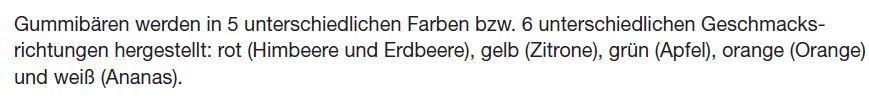 Gummibären werden in 5 unterschiedlichen Farben bzw. 6 unterschiedlichen Geschmacks-
richtungen hergestellt: rot (Himbeere und Erdbeere), gelb (Zitrone), grün (Apfel), orange (Orange)
und weiß (Ananas).